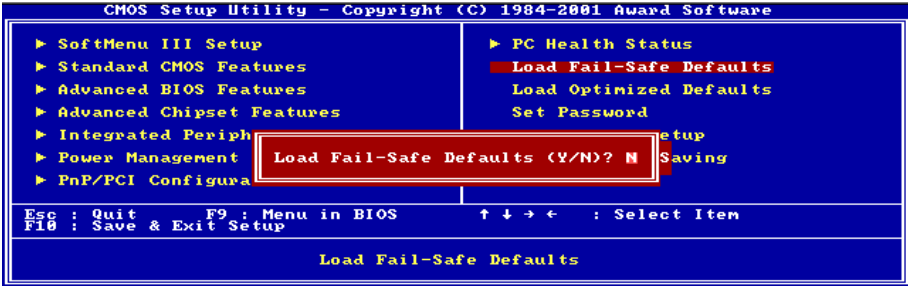 CMOS Setup Utility - Copyright (C) 1984-2001 Award Software
► SoftMenu III Setup
► Standard CMOS Features
► Advanced BIOS Features
► Advanced Chipset Features
► Integrated Periph
► Power Management
► PnP/PCI Configura
► PC Health Status
Load Fail-Safe Defaults
Load Optimized Defaults
Set Password
etup
Saving
Load Fail-Safe Defaults (Y/N)? N
Esc : Quit F9 : Menu in BIOS ↑ ↓ → ← : Select Item
F10 : Save & Exit Setup
Load Fail-Safe Defaults